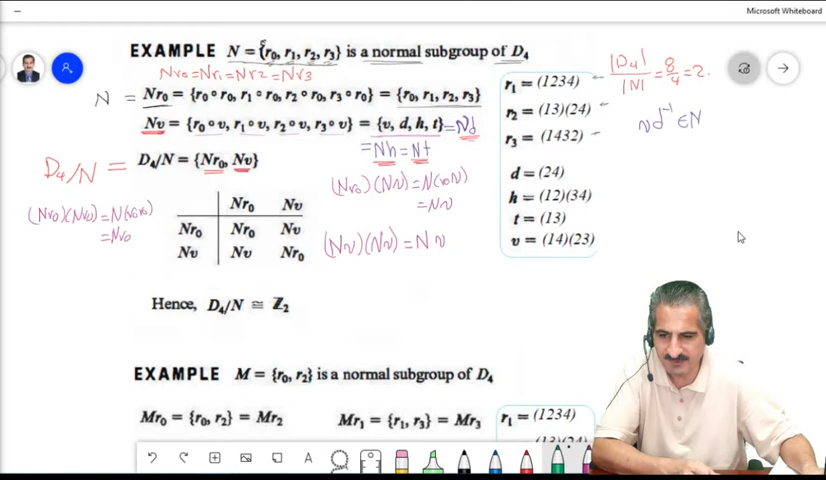 Microsoft Whiteboard
EXAMPLE N = {r₀, r₁, r₂, r₃} is a normal subgroup of D₄
Nr₀ = Nr₁ = Nr₂ = Nr₃
N = Nr₀ = {r₀ ∘ r₀, r₁ ∘ r₀, r₂ ∘ r₀, r₃ ∘ r₀} = {r₀, r₁, r₂, r₃}
Nv = {r₀ ∘ v, r₁ ∘ v, r₂ ∘ v, r₃ ∘ v} = {v, d, h, t} = Nd
= Nh = Nt
D₄/N = D₄/N = {Nr₀, Nv}
(Nr₀)(Nr₀) = N(r₀r₀)
= Nr₀
(Nr₀)(Nv) = N(r₀v)
= Nv
(Nv)(Nv) = Nv
Nr₀ Nv
Nr₀ Nr₀ Nv
Nv Nv Nr₀
Hence, D₄/N ≅ Z₂
r₁ = (1234)
r₂ = (13)(24)
r₃ = (1432)
d = (24)
h = (12)(34)
t = (13)
v = (14)(23)
|D₄|/|N| = 8/4 = 2.
vd⁻¹ ∈ N
EXAMPLE M = {r₀, r₂} is a normal subgroup of D₄
Mr₀ = {r₀, r₂} = Mr₂ Mr₁ = {r₁, r₃} = Mr₃
r₁ = (1234)